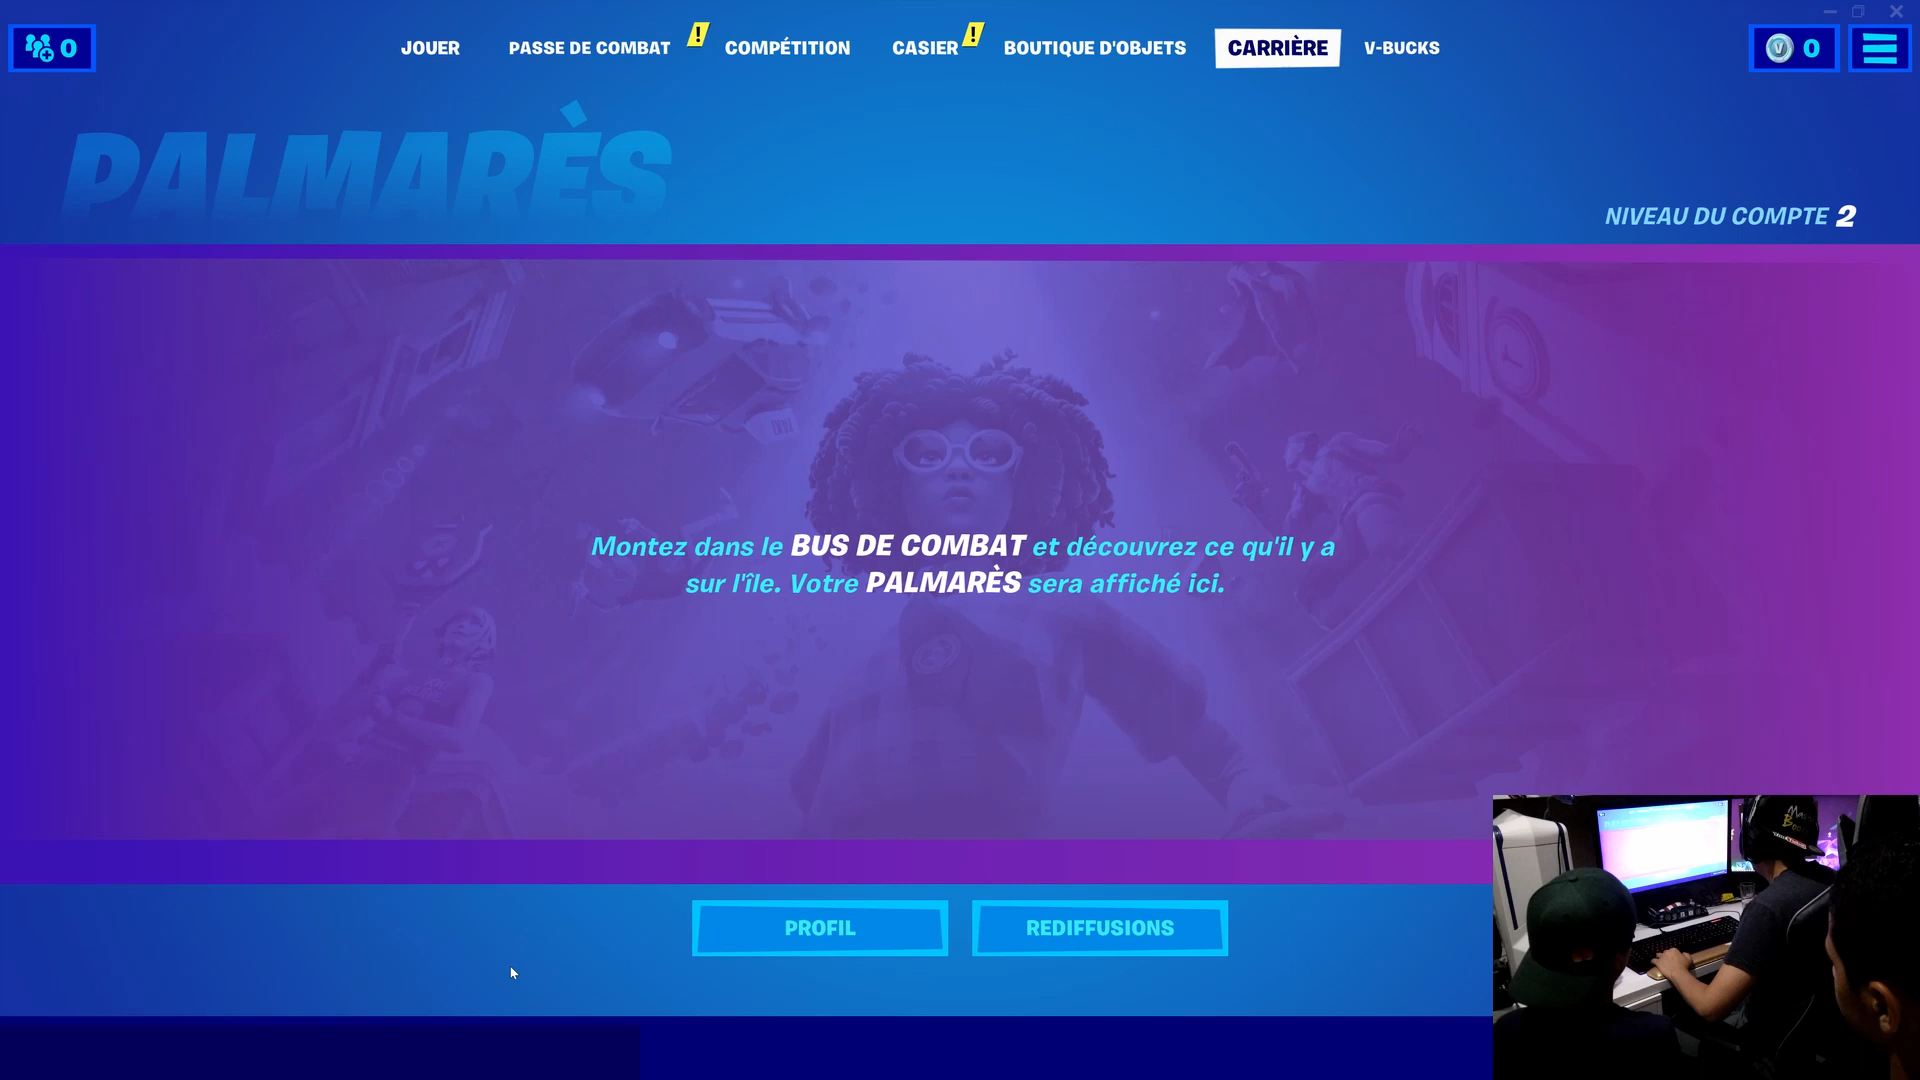 0
JOUER
PASSE DE COMBAT
!
COMPÉTITION
CASIER
!
BOUTIQUE D'OBJETS
CARRIÈRE
V-BUCKS
V 0
PALMARÈS
NIVEAU DU COMPTE 2
TAXI
Montez dans le BUS DE COMBAT et découvrez ce qu'il y a
sur l'île. Votre PALMARÈS sera affiché ici.
PROFIL
REDIFFUSIONS